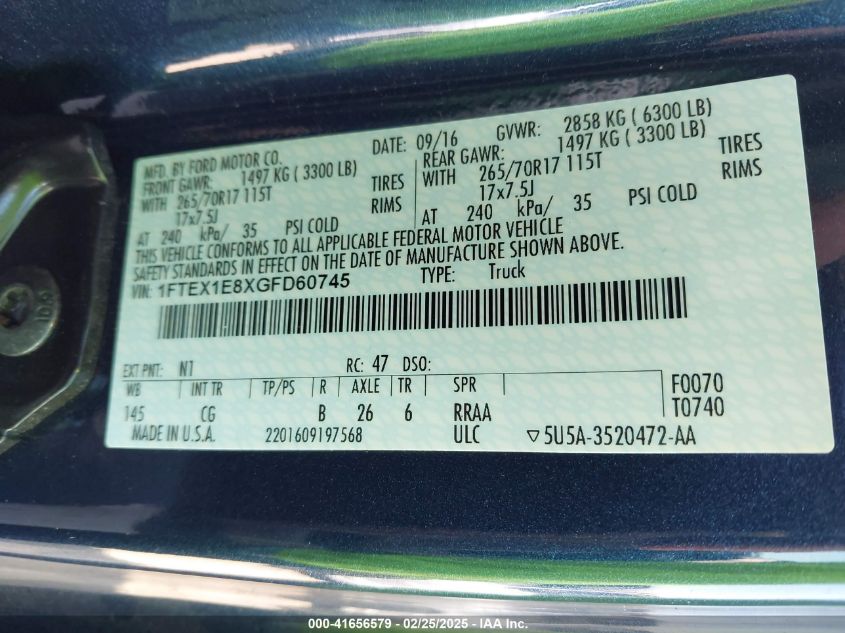 MFD. BY FORD MOTOR CO. DATE: 09/16 GVWR: 2858 KG ( 6300 LB)
FRONT GAWR: 1497 KG ( 3300 LB) REAR GAWR: 1497 KG ( 3300 LB)
WITH 265/70R17 115T TIRES WITH 265/70R17 115T TIRES
17x7.5J RIMS 17x7.5J RIMS
AT 240 kPa/ 35 PSI COLD AT 240 kPa/ 35 PSI COLD
THIS VEHICLE CONFORMS TO ALL APPLICABLE FEDERAL MOTOR VEHICLE
SAFETY STANDARDS IN EFFECT ON THE DATE OF MANUFACTURE SHOWN ABOVE.
VIN: 1FTEX1E8XGFD60745 TYPE: Truck
EXT PNT: N1 RC: 47 DSO:
WB INT TR TP/PS R AXLE TR SPR F0070
145 CG B 26 6 RRAA T0740
MADE IN U.S.A. 2201609197568 ULC ▽5U5A-3520472-AA
000-41656579 - 02/25/2025 - IAA Inc.